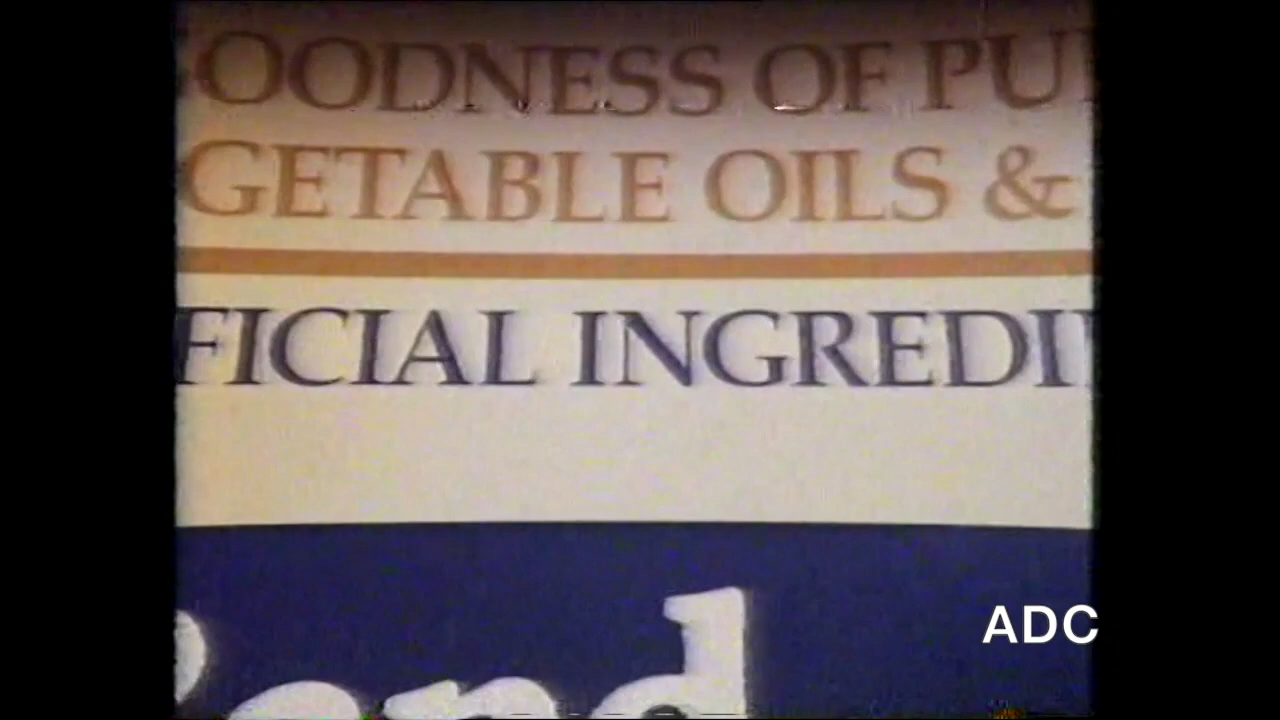 OODNESS OF PU
GETABLE OILS &
FICIAL INGREDI
ADC